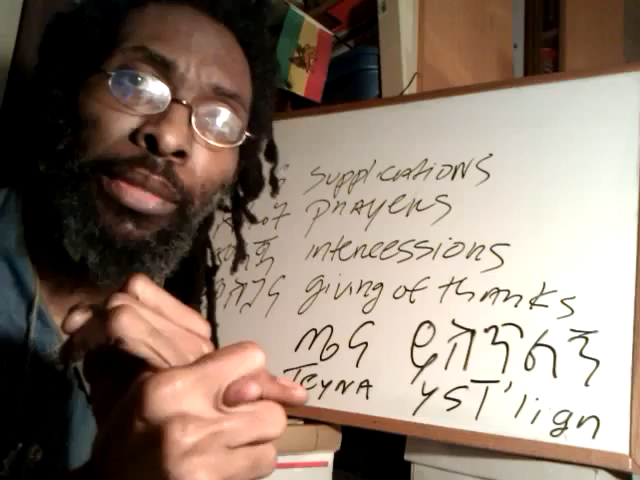 supplications
prayers
intercessions
giving of thanks
ጤና ይስጥልኝ
TEYNA YST'lign